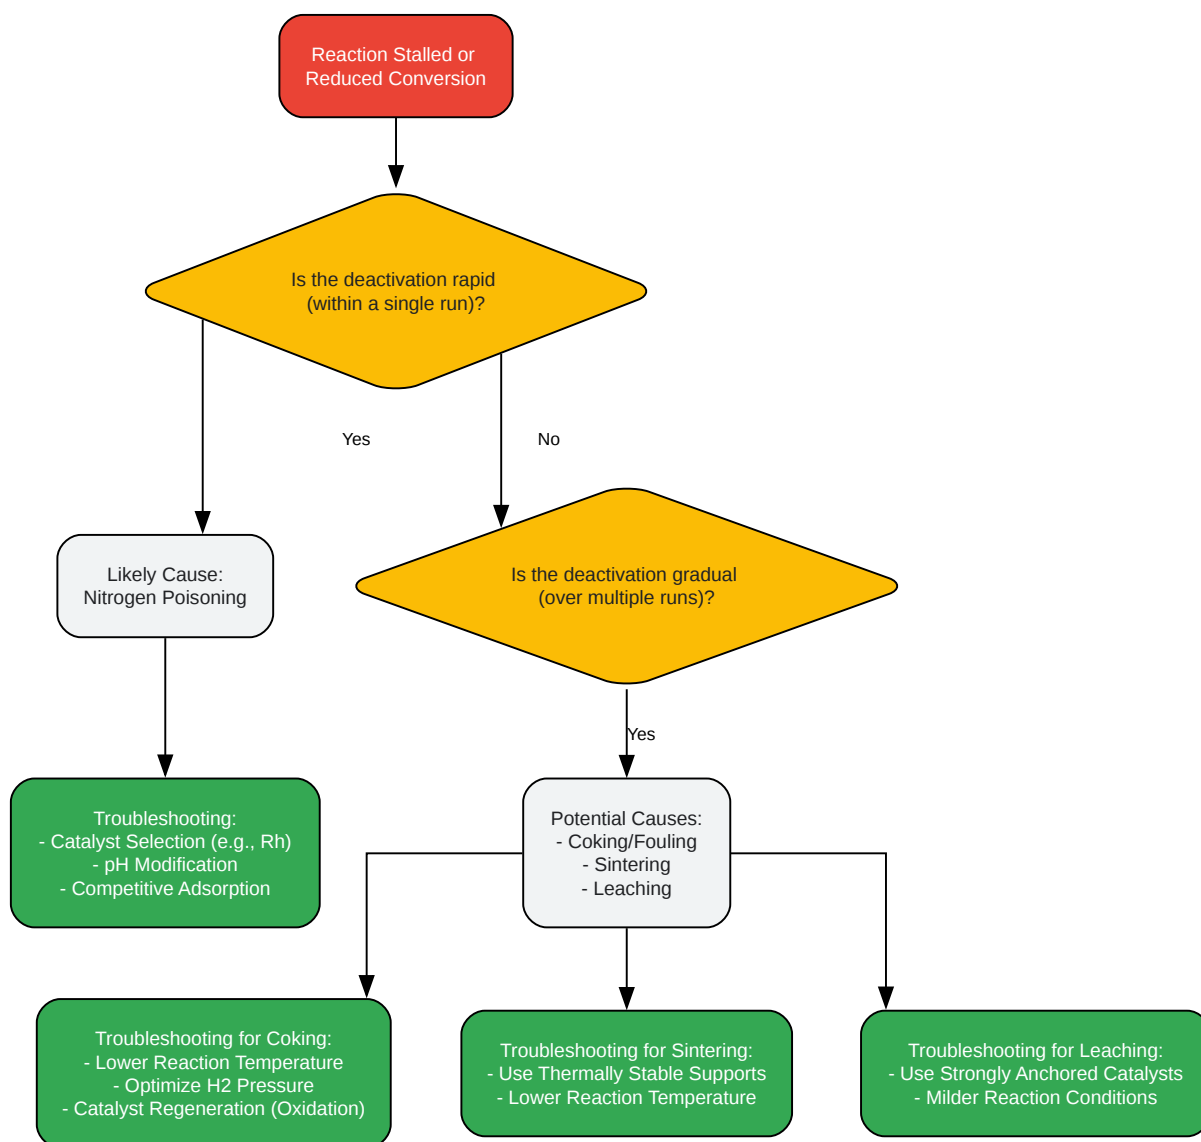 Reaction Stalled or
Reduced Conversion
Is the deactivation rapid
(within a single run)?
Yes
No
Likely Cause:
Nitrogen Poisoning
Is the deactivation gradual
(over multiple runs)?
Yes
Troubleshooting:
- Catalyst Selection (e.g., Rh)
- pH Modification
- Competitive Adsorption
Potential Causes:
- Coking/Fouling
- Sintering
- Leaching
Troubleshooting for Coking:
- Lower Reaction Temperature
- Optimize H2 Pressure
- Catalyst Regeneration (Oxidation)
Troubleshooting for Sintering:
- Use Thermally Stable Supports
- Lower Reaction Temperature
Troubleshooting for Leaching:
- Use Strongly Anchored Catalysts
- Milder Reaction Conditions